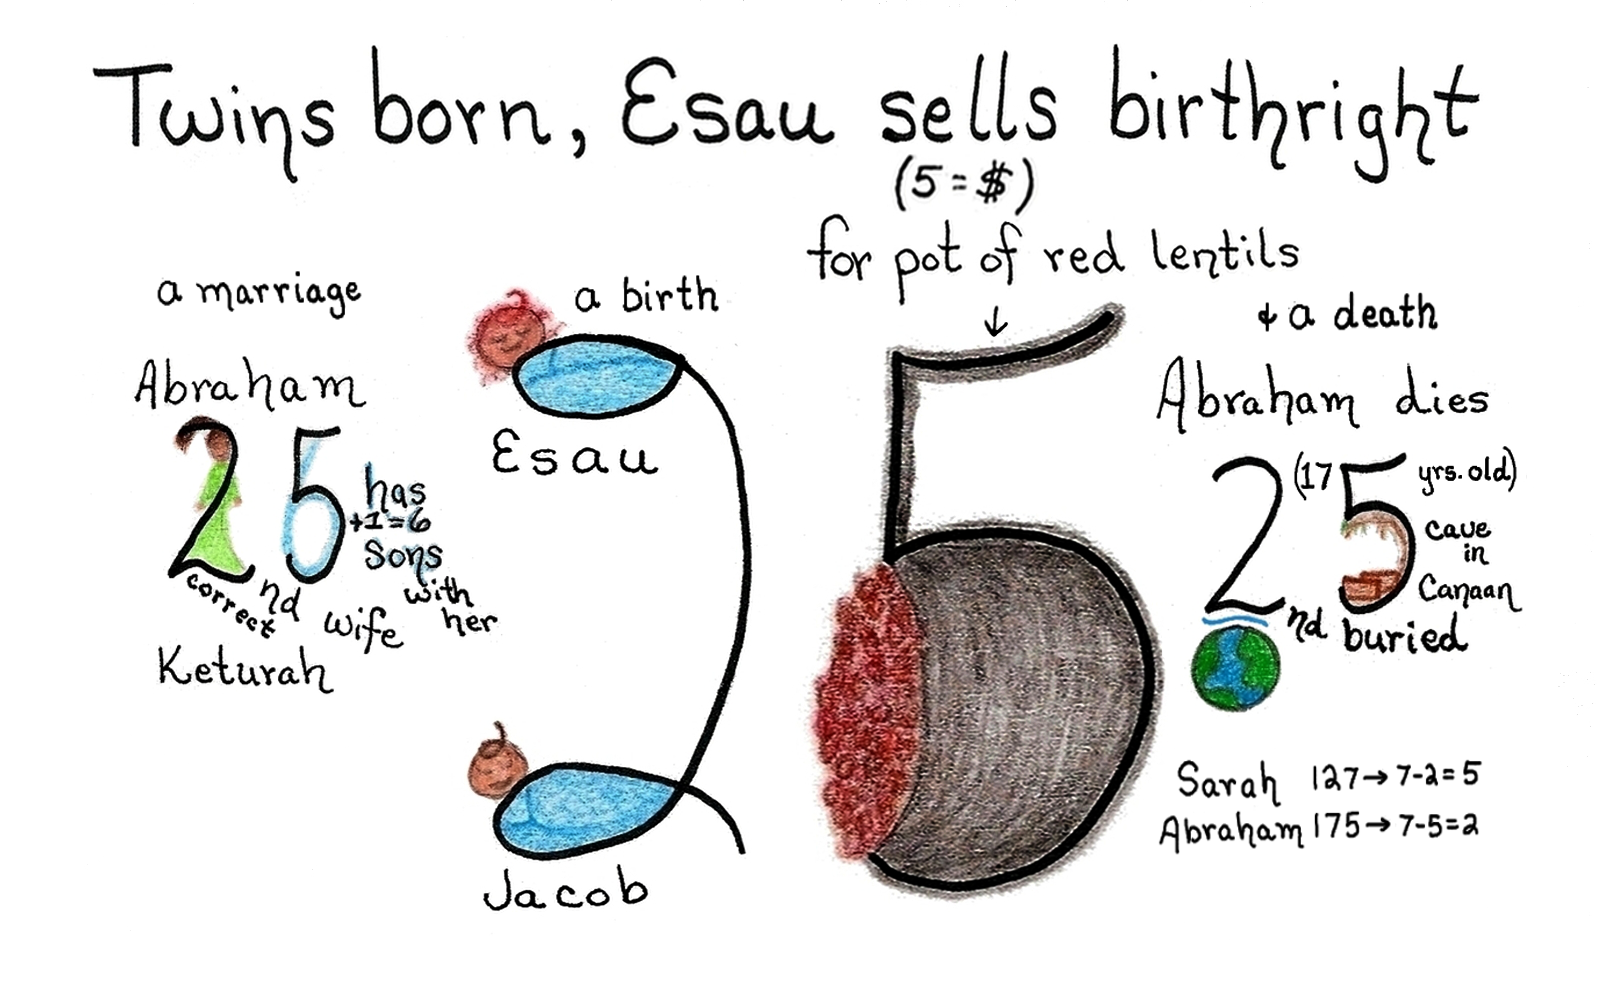 Twins born, Esau sells birthright
(5 = $)
for pot of red lentils
a marriage
Abraham
25 has
+1=6
sons
with
her
correct
nd wife
Keturah
a birth
Esau
Jacob
25
& a death
Abraham dies
2 (175 yrs. old)
cave
in
Canaan
nd buried
Sarah 127→7-2=5
Abraham 175→7-5=2